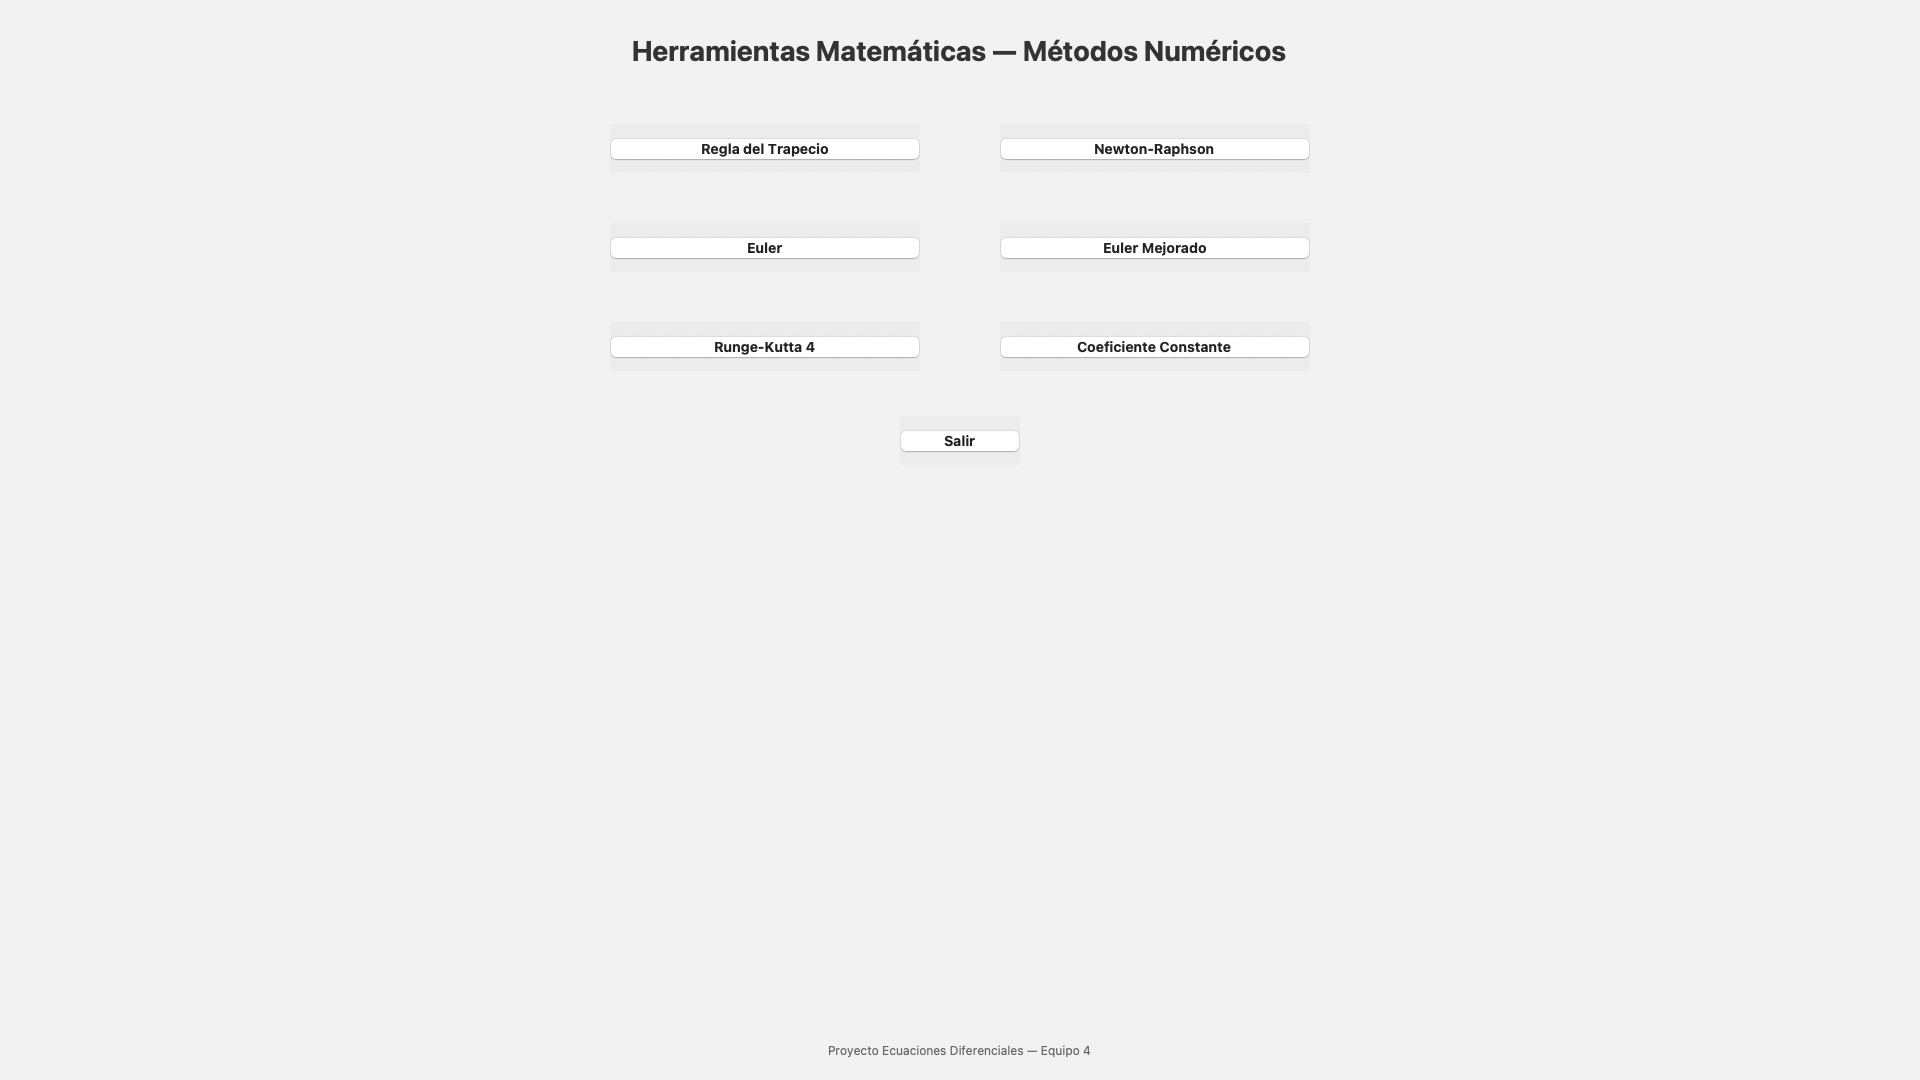 Herramientas Matemáticas — Métodos Numéricos
Regla del Trapecio
Newton-Raphson
Euler
Euler Mejorado
Runge-Kutta 4
Coeficiente Constante
Salir
Proyecto Ecuaciones Diferenciales — Equipo 4